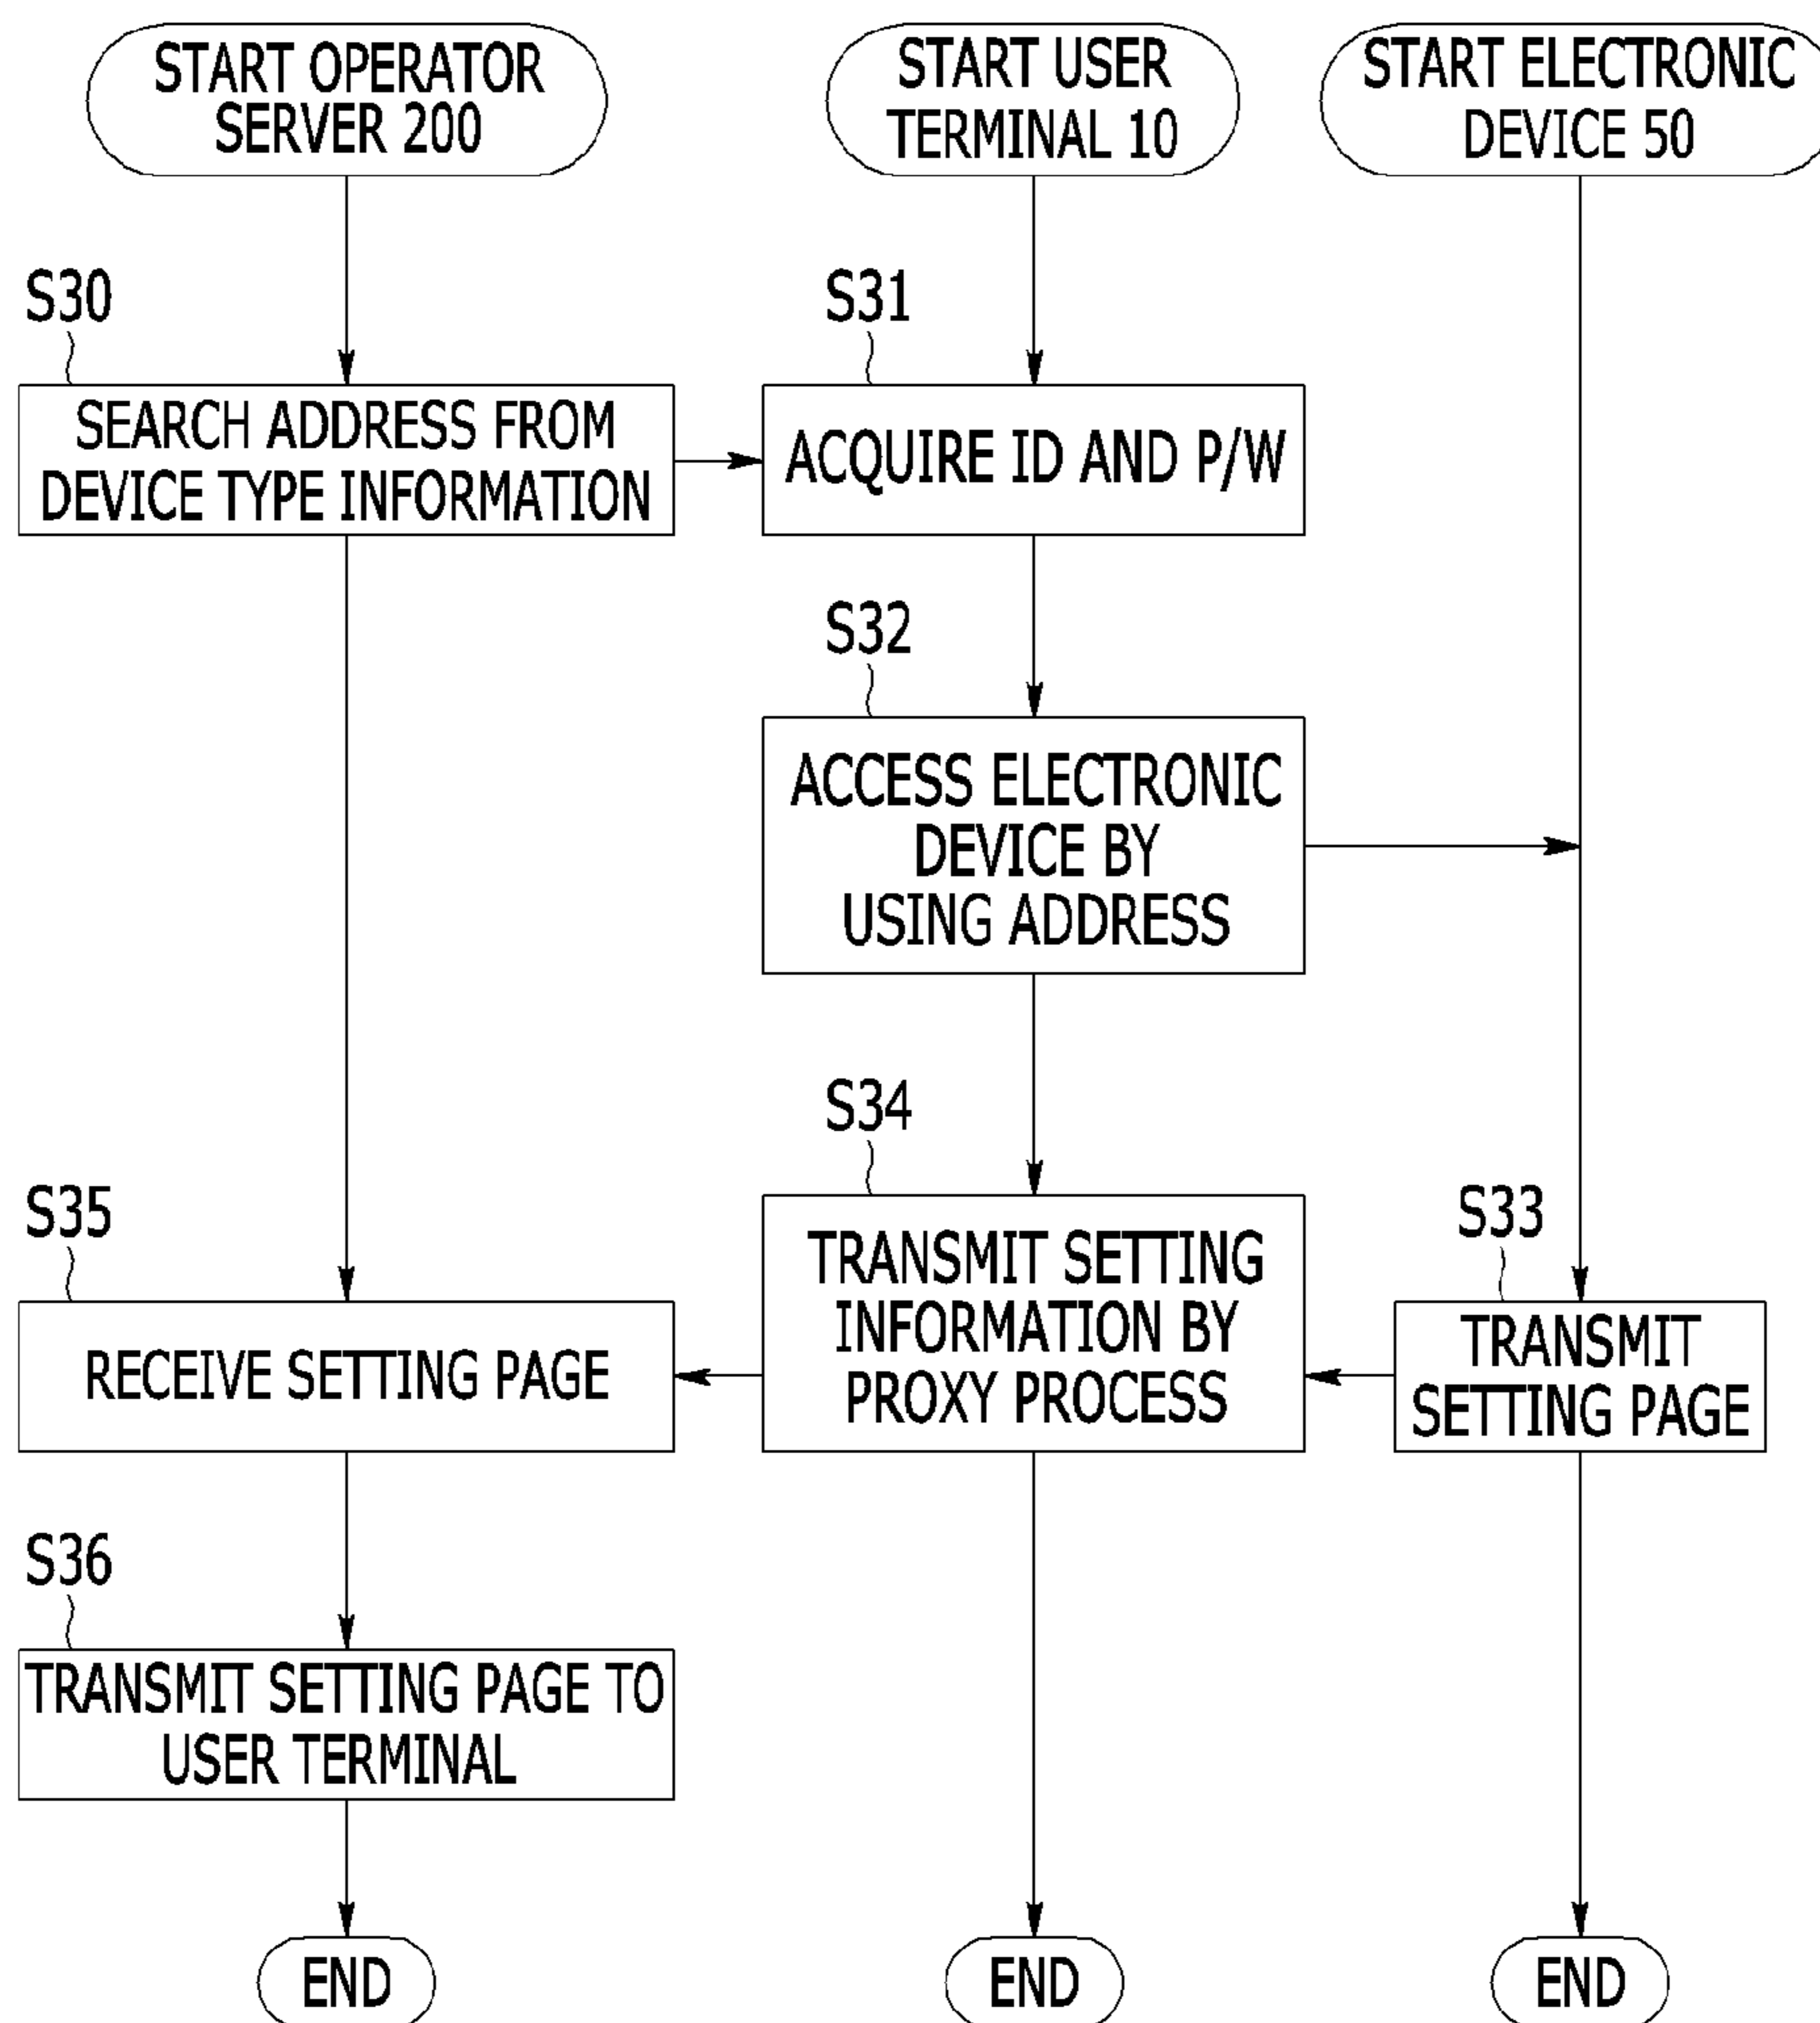 START OPERATOR
SERVER 200
START USER
TERMINAL 10
START ELECTRONIC
DEVICE 50
S30
SEARCH ADDRESS FROM
DEVICE TYPE INFORMATION
S31
ACQUIRE ID AND P/W
S32
ACCESS ELECTRONIC
DEVICE BY
USING ADDRESS
S34
TRANSMIT SETTING
INFORMATION BY
PROXY PROCESS
S33
TRANSMIT
SETTING PAGE
S35
RECEIVE SETTING PAGE
S36
TRANSMIT SETTING PAGE TO
USER TERMINAL
END
END
END